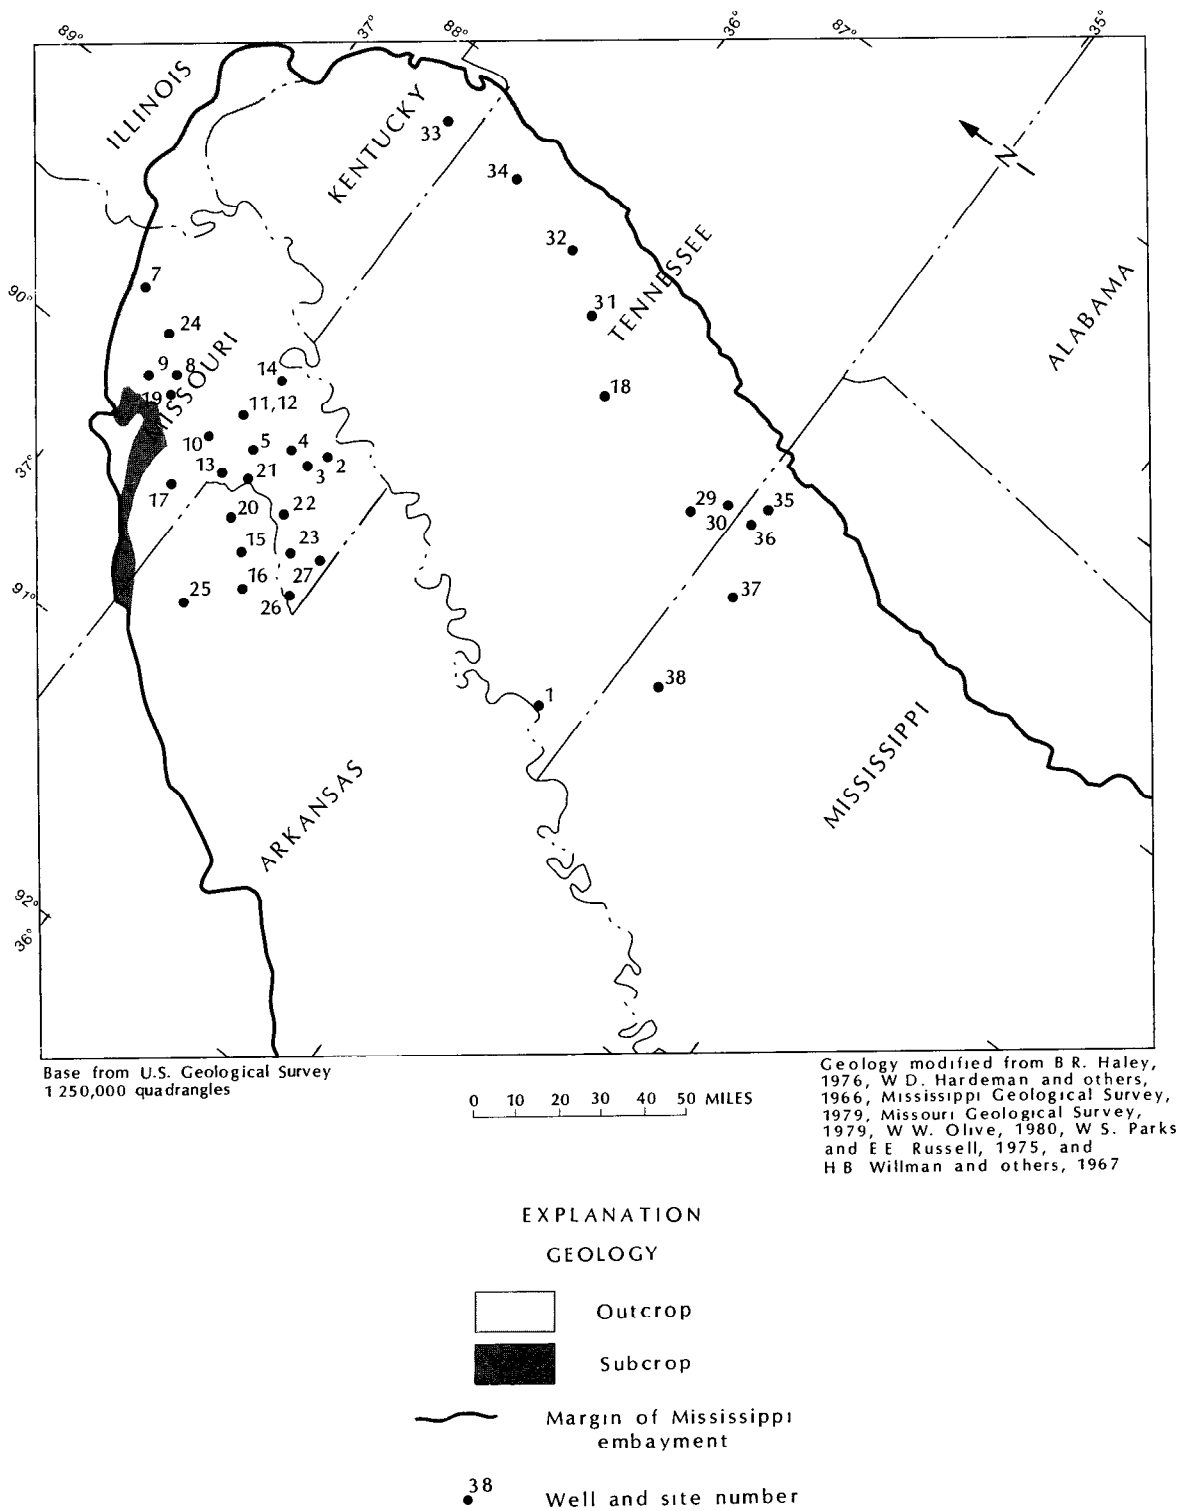 89°
37°
88°
36°
87°
35°
ILLINOIS
KENTUCKY
33
34
N
32
TENNESSEE
31
ALABAMA
7
90°
24
MISSOURI
9
8
19
14
11,12
18
10
5
4
2
3
37°
13
21
17
29
30
35
36
20
22
15
23
91°
25
16
27
26
37
38
1
MISSISSIPPI
ARKANSAS
92°
36°
Base from U.S. Geological Survey
1 250,000 quadrangles
0 10 20 30 40 50 MILES
Geology modified from B R. Haley,
1976, W D. Hardeman and others,
1966, Mississippi Geological Survey,
1979, Missouri Geological Survey,
1979, W W. Olive, 1980, W S. Parks
and E E Russell, 1975, and
H B Willman and others, 1967
EXPLANATION
GEOLOGY
Outcrop
Subcrop
Margin of Mississippi
embayment
38
Well and site number